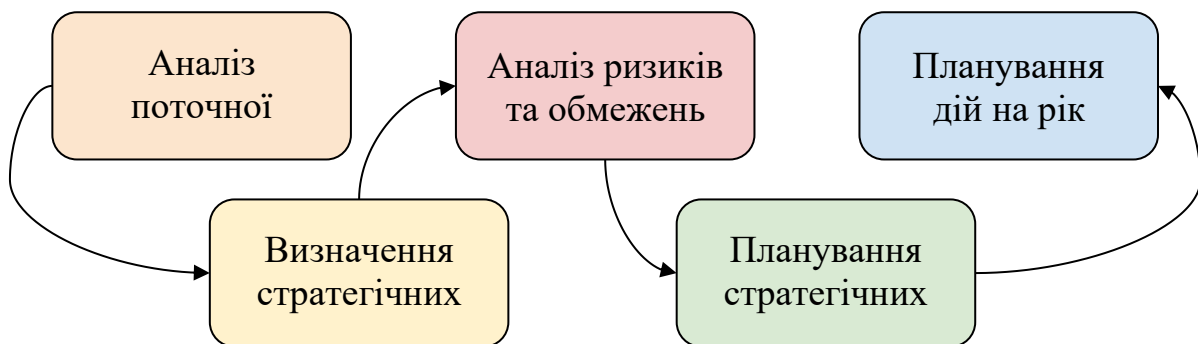 Аналіз
поточної
Визначення
стратегічних
Аналіз ризиків
та обмежень
Планування
стратегічних
Планування
дій на рік